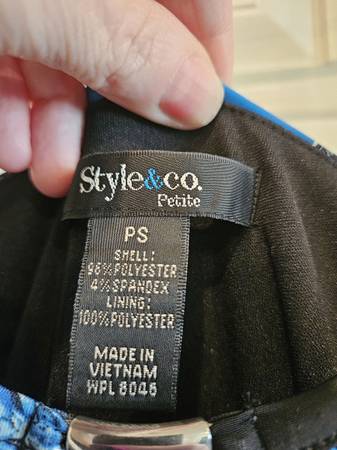 Style&co.
Petite
PS
SHELL:
96%POLYESTER
4%SPANDEX
LINING:
100%POLYESTER
MADE IN
VIETNAM
WPL 8046